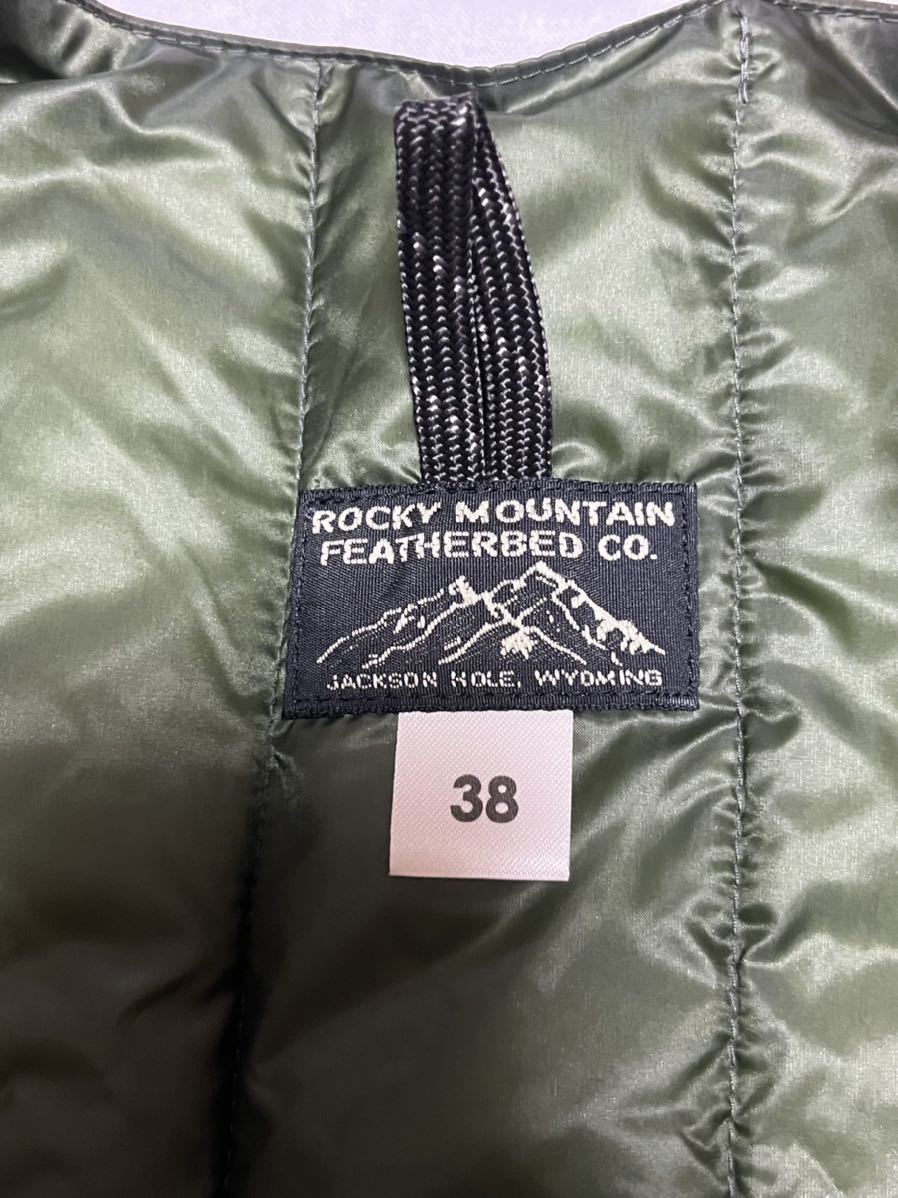 ROCKY MOUNTAIN
FEATHERBED CO.
JACKSON HOLE, WYOMING
38